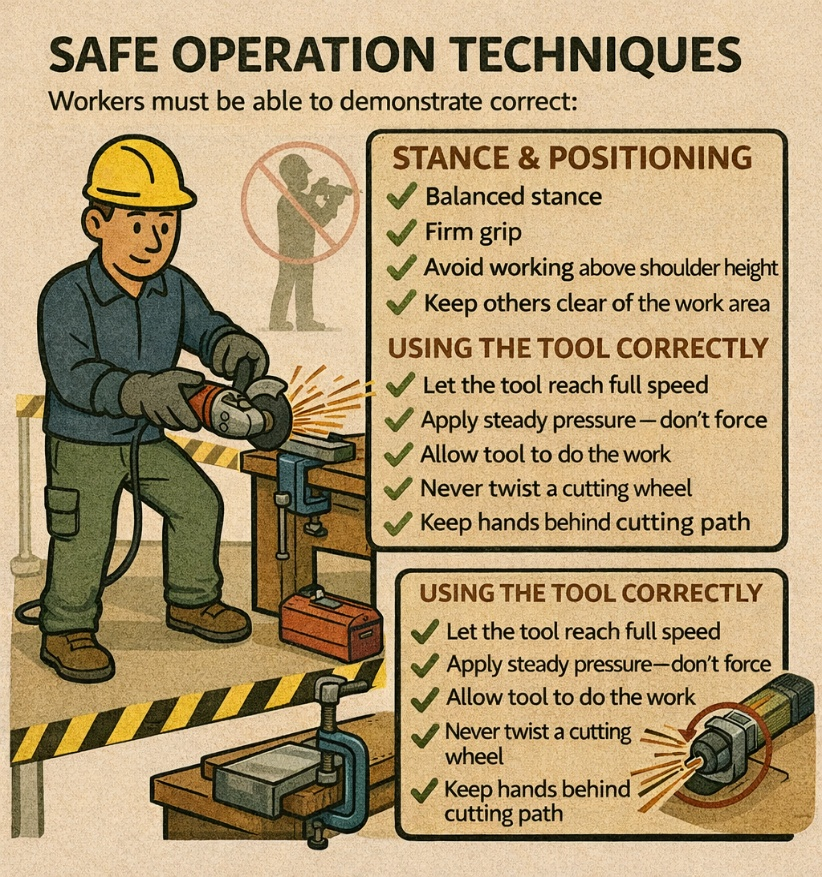 SAFE OPERATION TECHNIQUES
Workers must be able to demonstrate correct:
STANCE & POSITIONING
Balanced stance
Firm grip
Avoid working above shoulder height
Keep others clear of the work area
USING THE TOOL CORRECTLY
Let the tool reach full speed
Apply steady pressure – don't force
Allow tool to do the work
Never twist a cutting wheel
Keep hands behind cutting path
USING THE TOOL CORRECTLY
Let the tool reach full speed
Apply steady pressure—don't force
Allow tool to do the work
Never twist a cutting
wheel
Keep hands behind
cutting path